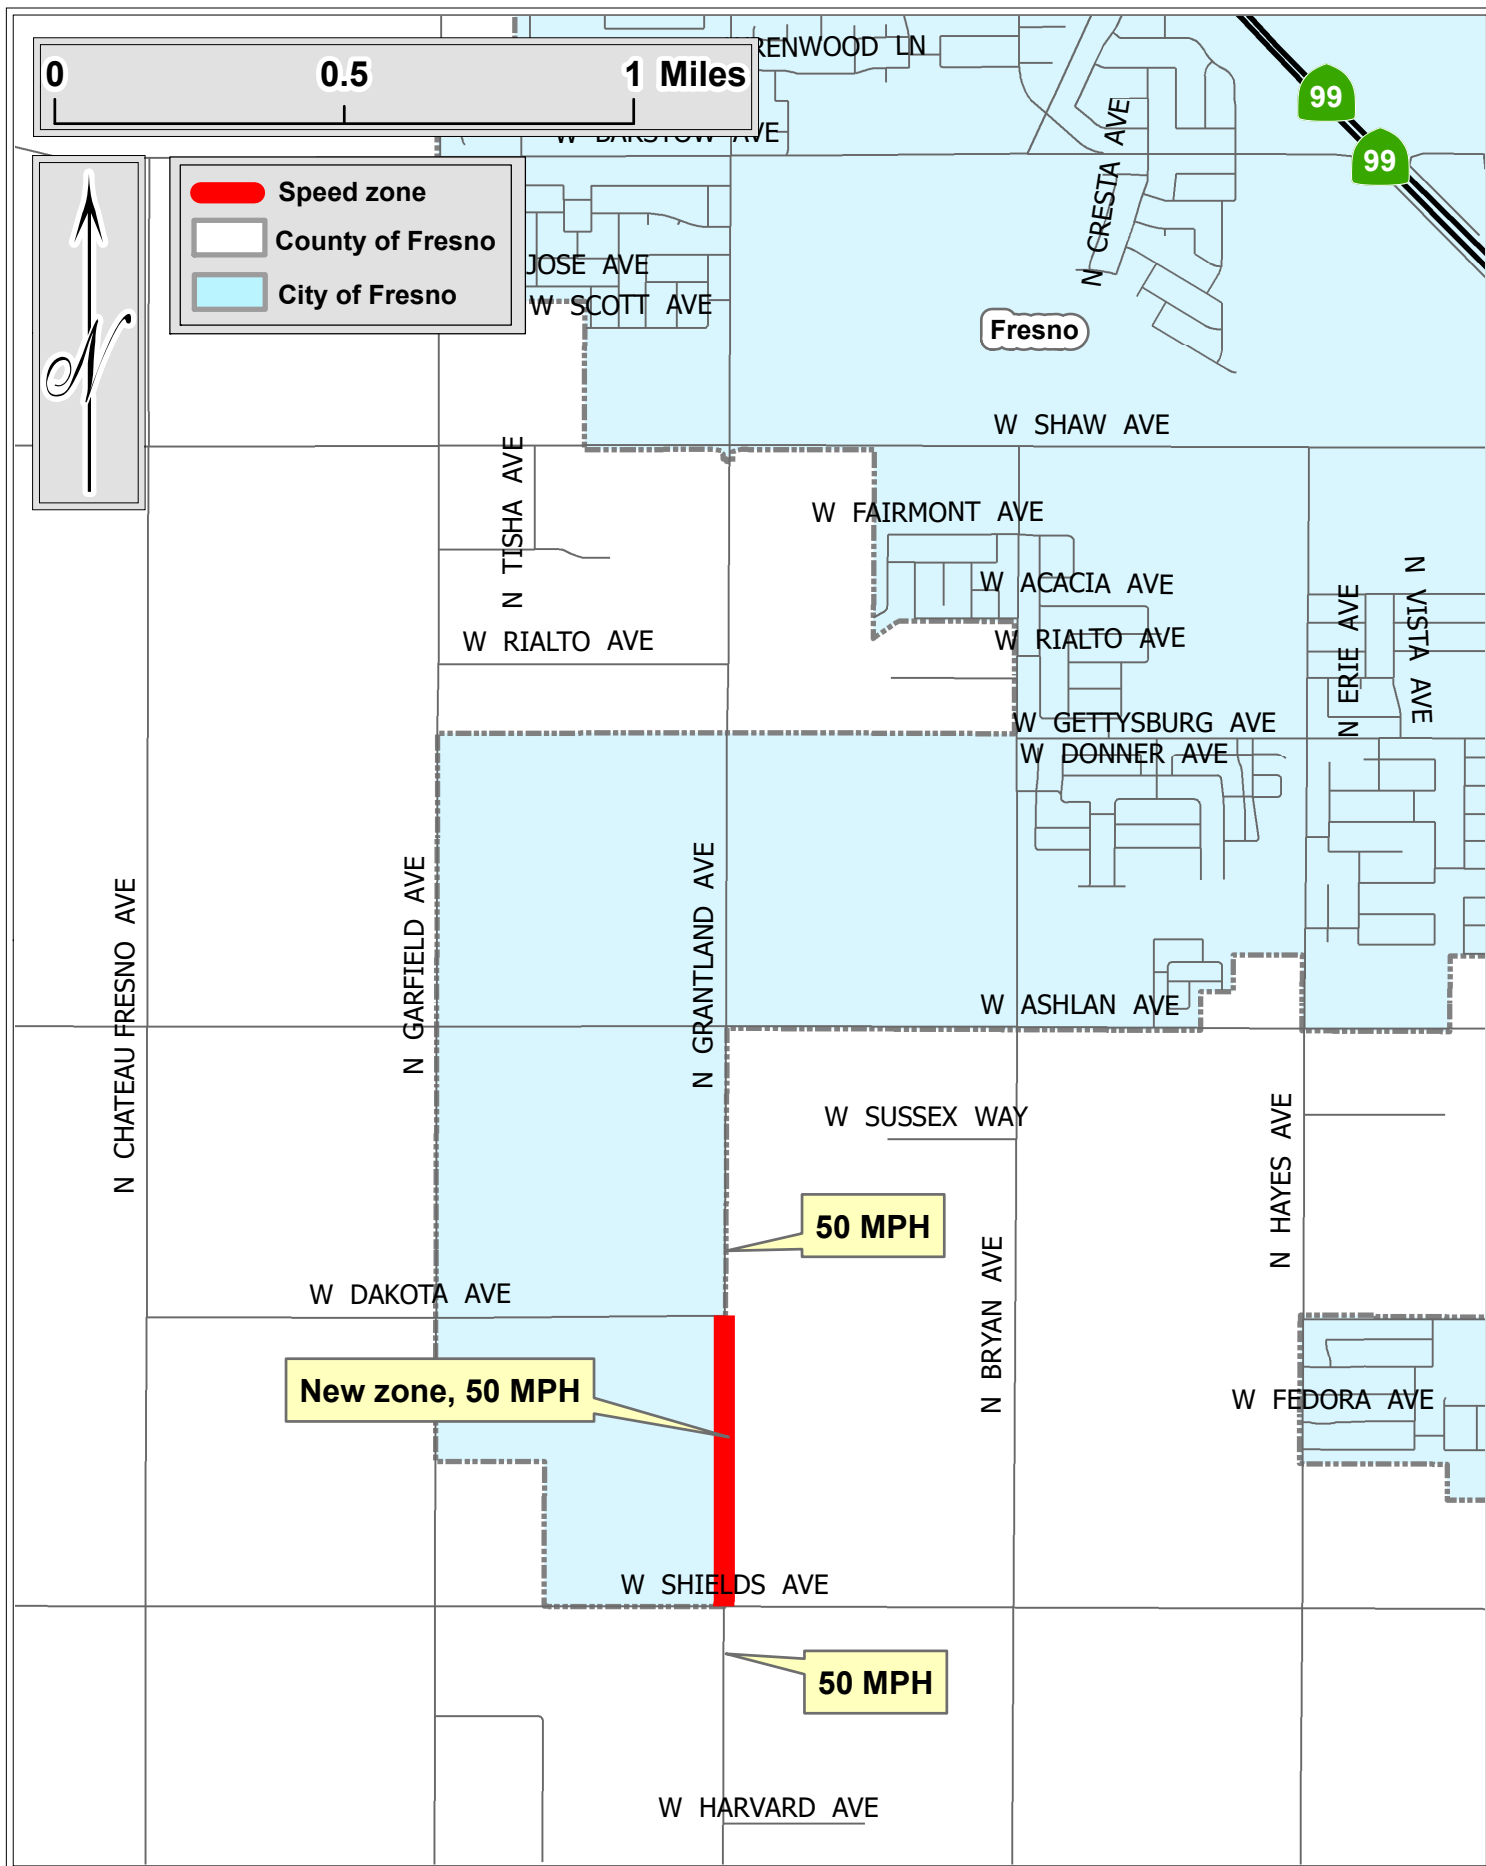 RENWOOD LN
0 0.5 1 Miles
99
W BARSTOW AVE
99
N
Speed zone
County of Fresno
City of Fresno
N CRESTA AVE
JOSE AVE
W SCOTT AVE
Fresno
W SHAW AVE
N TISHA AVE
W FAIRMONT AVE
W ACACIA AVE
N VISTA AVE
N ERIE AVE
W RIALTO AVE
W RIALTO AVE
W GETTYSBURG AVE
W DONNER AVE
N CHATEAU FRESNO AVE
N GARFIELD AVE
N GRANTLAND AVE
W ASHLAN AVE
W SUSSEX WAY
N HAYES AVE
50 MPH
N BRYAN AVE
W DAKOTA AVE
New zone, 50 MPH
W FEDORA AVE
W SHIELDS AVE
50 MPH
W HARVARD AVE